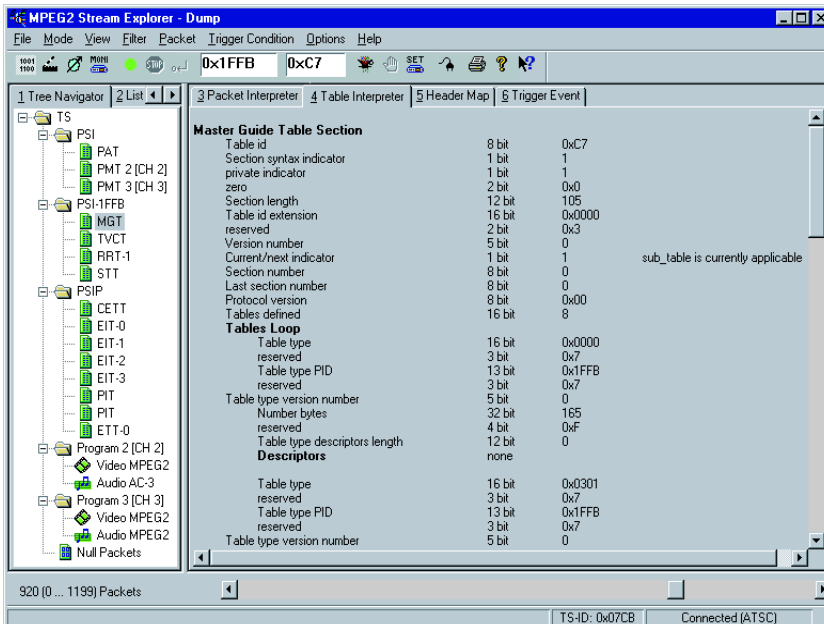 MPEG2 Stream Explorer - Dump
File Mode View Filter Packet Trigger Condition Options Help
1001 1100 MONI STOP 0x1FFB 0xC7 SET
1 Tree Navigator 2 List
3 Packet Interpreter 4 Table Interpreter 5 Header Map 6 Trigger Event
TS
PSI
PAT
PMT 2 [CH 2]
PMT 3 [CH 3]
PSI-1FFB
MGT
TVCT
RRT-1
STT
PSIP
CETT
EIT-0
EIT-1
EIT-2
EIT-3
PIT
PIT
ETT-0
Program 2 [CH 2]
Video MPEG2
Audio AC-3
Program 3 [CH 3]
Video MPEG2
Audio MPEG2
Null Packets
Master Guide Table Section
Table id 8 bit 0xC7
Section syntax indicator 1 bit 1
private indicator 1 bit 1
zero 2 bit 0x0
Section length 12 bit 105
Table id extension 16 bit 0x0000
reserved 2 bit 0x3
Version number 5 bit 0
Current/next indicator 1 bit 1 sub_table is currently applicable
Section number 8 bit 0
Last section number 8 bit 0
Protocol version 8 bit 0x00
Tables defined 16 bit 8
Tables Loop
Table type 16 bit 0x0000
reserved 3 bit 0x7
Table type PID 13 bit 0x1FFB
reserved 3 bit 0x7
Table type version number 5 bit 0
Number bytes 32 bit 165
reserved 4 bit 0xF
Table type descriptors length 12 bit 0
Descriptors none
Table type 16 bit 0x0301
reserved 3 bit 0x7
Table type PID 13 bit 0x1FFB
reserved 3 bit 0x7
Table type version number 5 bit 0
920 (0 ... 1199) Packets
TS-ID: 0x07CB Connected (ATSC)